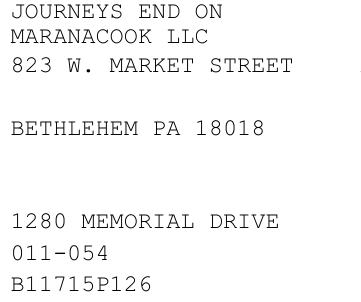 JOURNEYS END ON
MARANACOOK LLC
823 W. MARKET STREET
BETHLEHEM PA 18018
1280 MEMORIAL DRIVE
011-054
B11715P126